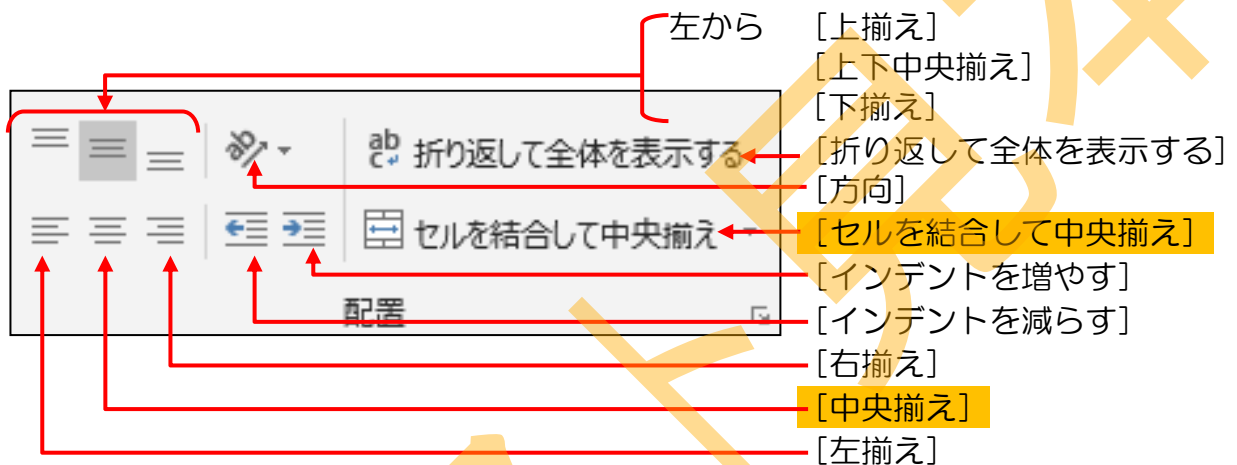 左から [上揃え]
[上下中央揃え]
[下揃え]
ab 折り返して全体を表示する
[折り返して全体を表示する]
[方向]
セルを結合して中央揃え
[セルを結合して中央揃え]
[インデントを増やす]
配置
[インデントを減らす]
[右揃え]
[中央揃え]
[左揃え]